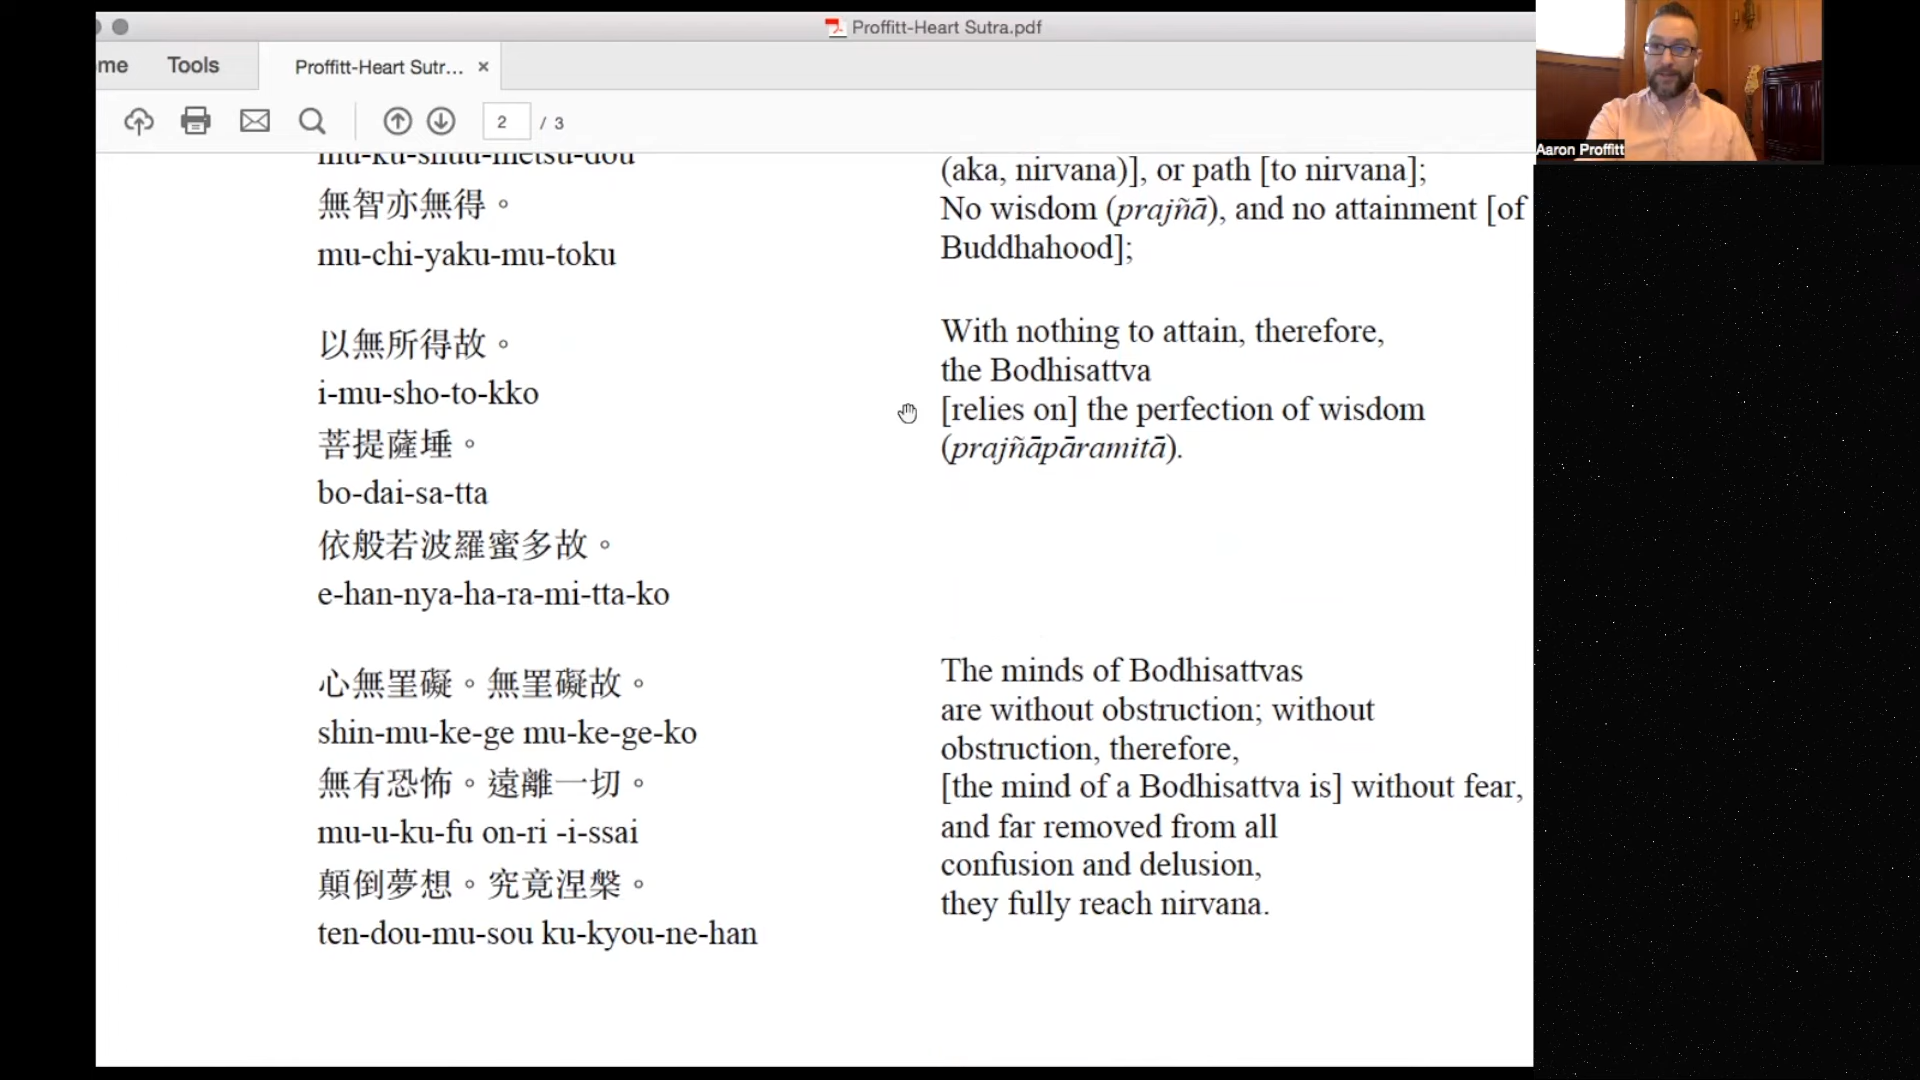 Proffitt-Heart Sutra.pdf
me Tools Proffitt-Heart Sutr... ×
2 / 3
Aaron Proffitt
mu-ku-shuu-metsu-dou
無智亦無得。
mu-chi-yaku-mu-toku
以無所得故。
i-mu-sho-to-kko
菩提薩埵。
bo-dai-sa-tta
依般若波羅蜜多故。
e-han-nya-ha-ra-mi-tta-ko
心無罣礙。無罣礙故。
shin-mu-ke-ge mu-ke-ge-ko
無有恐怖。遠離一切。
mu-u-ku-fu on-ri -i-ssai
顛倒夢想。究竟涅槃。
ten-dou-mu-sou ku-kyou-ne-han
(aka, nirvana)], or path [to nirvana];
No wisdom (prajñā), and no attainment [of
Buddhahood];
With nothing to attain, therefore,
the Bodhisattva
[relies on] the perfection of wisdom
(prajñāpāramitā).
The minds of Bodhisattvas
are without obstruction; without
obstruction, therefore,
[the mind of a Bodhisattva is] without fear,
and far removed from all
confusion and delusion,
they fully reach nirvana.